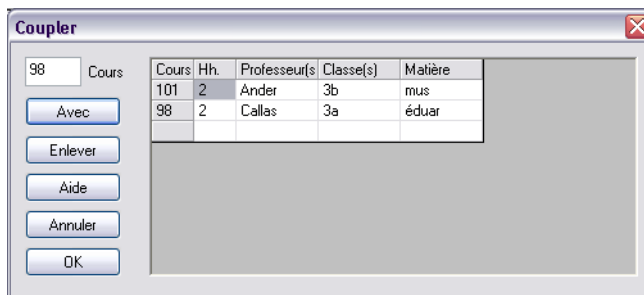 Coupler
98 Cours
Avec
Enlever
Aide
Annuler
OK
Cours Hh. Professeur(s Classe(s) Matière
101 2 Ander 3b mus
98 2 Callas 3a éduar